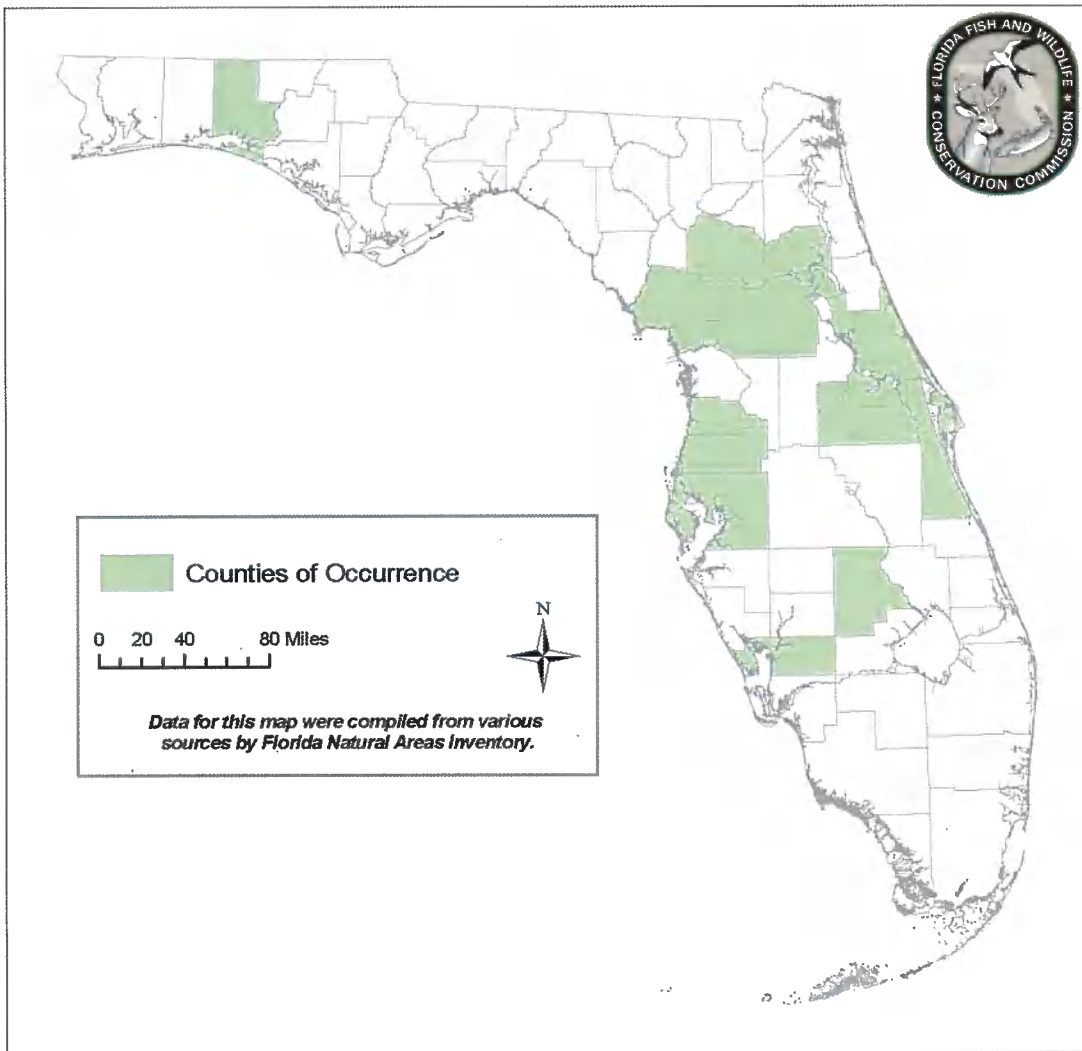 ★ FLORIDA FISH AND WILDLIFE ★
CONSERVATION COMMISSION
Counties of Occurrence
N
0 20 40 80 Miles
Data for this map were compiled from various
sources by Florida Natural Areas Inventory.